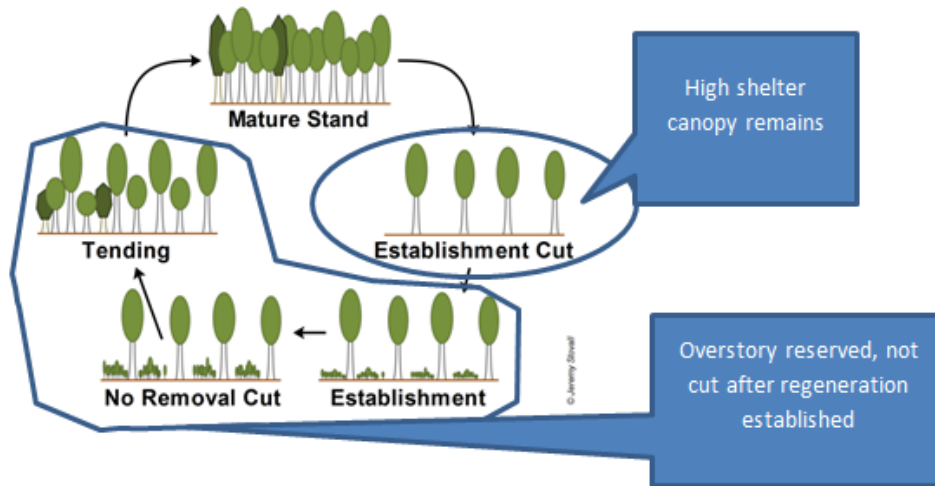 Mature Stand
High shelter
canopy remains
Establishment Cut
Tending
No Removal Cut
Establishment
© Jeremy Stovall
Overstory reserved, not
cut after regeneration
established